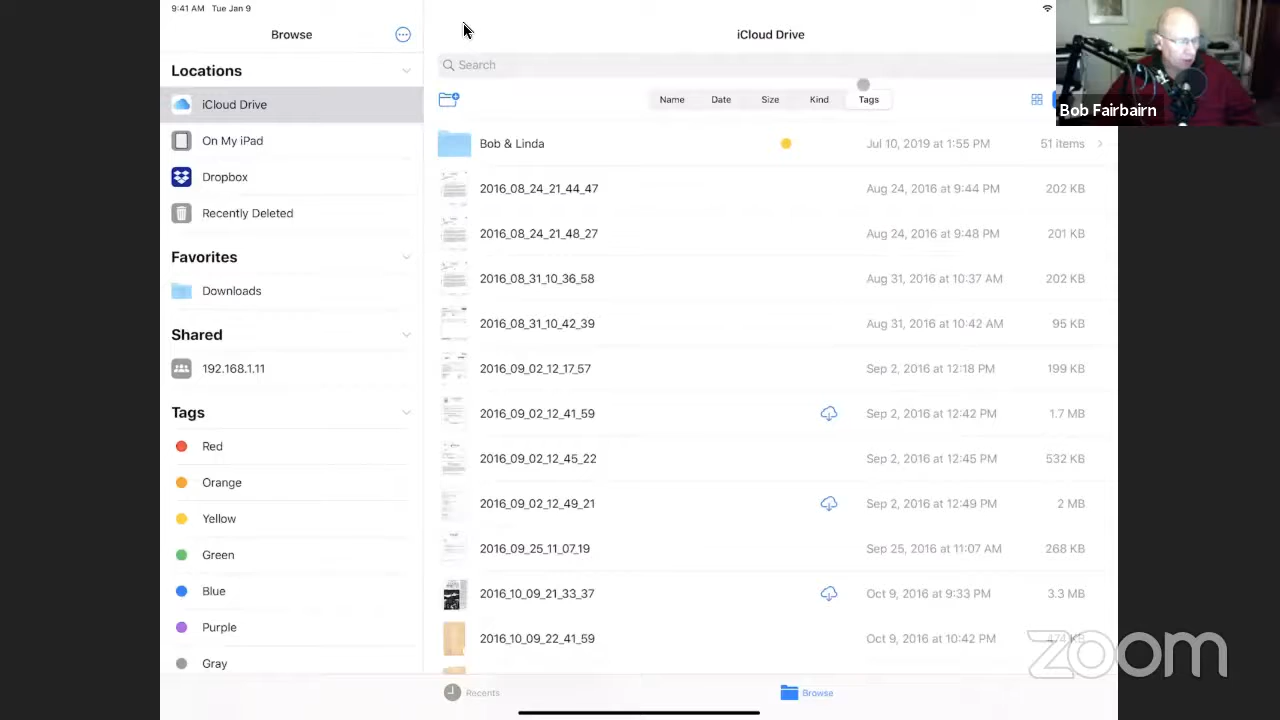 9:41 AM Tue Jan 9
Browse
iCloud Drive
Bob Fairbairn
Locations
iCloud Drive
On My iPad
Dropbox
Recently Deleted
Favorites
Downloads
Shared
192.168.1.11
Tags
Red
Orange
Yellow
Green
Blue
Purple
Gray
Search
Name Date Size Kind Tags
Bob & Linda Jul 10, 2019 at 1:55 PM 51 items
2016_08_24_21_44_47 Aug 24, 2016 at 9:44 PM 202 KB
2016_08_24_21_48_27 Aug 24, 2016 at 9:48 PM 201 KB
2016_08_31_10_36_58 Aug 31, 2016 at 10:37 AM 202 KB
2016_08_31_10_42_39 Aug 31, 2016 at 10:42 AM 95 KB
2016_09_02_12_17_57 Sep 2, 2016 at 12:18 PM 199 KB
2016_09_02_12_41_59 Sep 2, 2016 at 12:42 PM 1.7 MB
2016_09_02_12_45_22 Sep 2, 2016 at 12:45 PM 532 KB
2016_09_02_12_49_21 Sep 2, 2016 at 12:49 PM 2 MB
2016_09_25_11_07_19 Sep 25, 2016 at 11:07 AM 268 KB
2016_10_09_21_33_37 Oct 9, 2016 at 9:33 PM 3.3 MB
2016_10_09_22_41_59 Oct 9, 2016 at 10:42 PM 474 KB
Recents
Browse
zoom